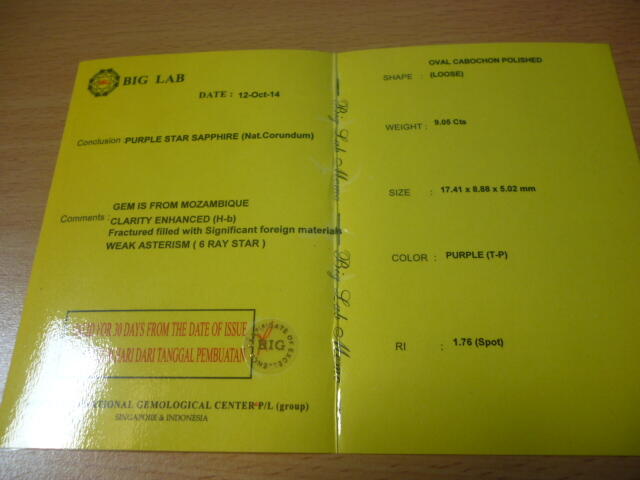 BIG LAB
DATE : 12-Oct-14
Conclusion :PURPLE STAR SAPPHIRE (Nat.Corundum)
GEM IS FROM MOZAMBIQUE
Comments : CLARITY ENHANCED (H-b)
Fractured filled with Significant foreign materials
WEAK ASTERISM ( 6 RAY STAR )
FOR 30 DAYS FROM THE DATE OF ISSUE
HARI DARI TANGGAL PEMBUATAN
BIG
GEMOLOGICAL CENTER P/L (group)
SINGAPORE & INDONESIA
OVAL CABOCHON POLISHED
SHAPE : (LOOSE)
WEIGHT : 9.05 Cts
SIZE : 17.41 x 8.88 x 5.02 mm
COLOR : PURPLE (T-P)
RI : 1.76 (Spot)